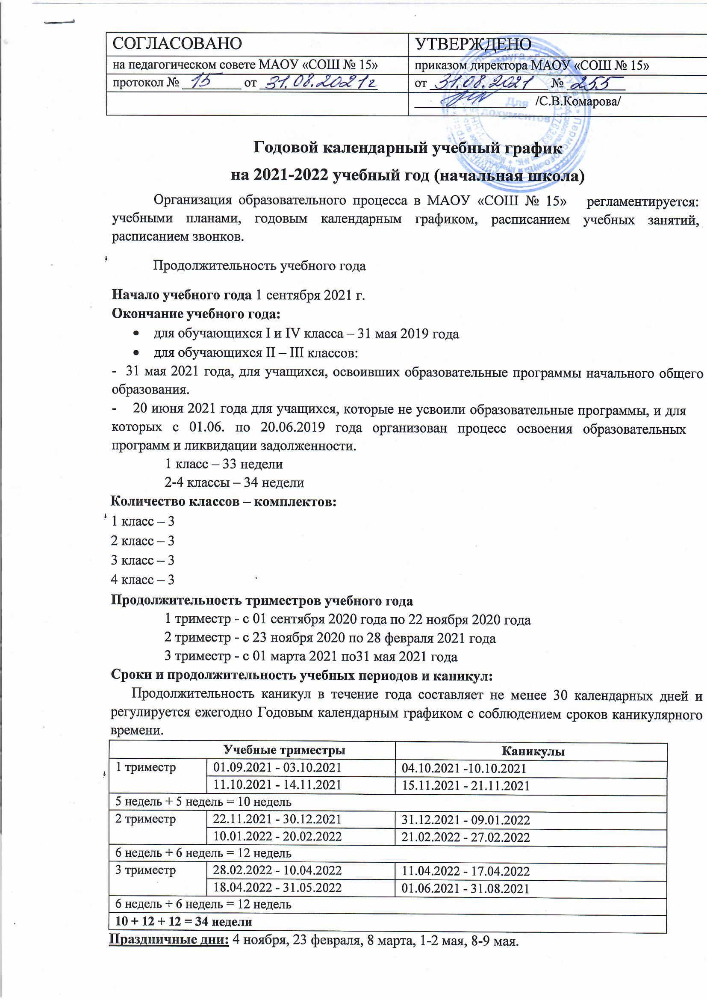 СОГЛАСОВАНО
УТВЕРЖДЕНО
на педагогическом совете МАОУ «СОШ № 15»
приказом директора МАОУ «СОШ № 15»
протокол № 15 от 31.08.2021г
от 31.08.2021 № 255
/С.В.Комарова/
Для
документов
Годовой календарный учебный график
на 2021-2022 учебный год (начальная школа)
Организация образовательного процесса в МАОУ «СОШ № 15» регламентируется:
учебными планами, годовым календарным графиком, расписанием учебных занятий,
расписанием звонков.
Продолжительность учебного года
Начало учебного года 1 сентября 2021 г.
Окончание учебного года:
• для обучающихся I и IV класса – 31 мая 2019 года
• для обучающихся II – III классов:
- 31 мая 2021 года, для учащихся, освоивших образовательные программы начального общего
образования.
- 20 июня 2021 года для учащихся, которые не усвоили образовательные программы, и для
которых с 01.06. по 20.06.2019 года организован процесс освоения образовательных
программ и ликвидации задолженности.
1 класс – 33 недели
2-4 классы – 34 недели
Количество классов – комплектов:
1 класс – 3
2 класс – 3
3 класс – 3
4 класс – 3
Продолжительность триместров учебного года
1 триместр - с 01 сентября 2020 года по 22 ноября 2020 года
2 триместр - с 23 ноября 2020 по 28 февраля 2021 года
3 триместр - с 01 марта 2021 по31 мая 2021 года
Сроки и продолжительность учебных периодов и каникул:
Продолжительность каникул в течение года составляет не менее 30 календарных дней и
регулируется ежегодно Годовым календарным графиком с соблюдением сроков каникулярного
времени.
Учебные триместры Каникулы
1 триместр 01.09.2021 - 03.10.2021 04.10.2021 -10.10.2021
11.10.2021 - 14.11.2021 15.11.2021 - 21.11.2021
5 недель + 5 недель = 10 недель
2 триместр 22.11.2021 - 30.12.2021 31.12.2021 - 09.01.2022
10.01.2022 - 20.02.2022 21.02.2022 - 27.02.2022
6 недель + 6 недель = 12 недель
3 триместр 28.02.2022 - 10.04.2022 11.04.2022 - 17.04.2022
18.04.2022 - 31.05.2022 01.06.2021 - 31.08.2021
6 недель + 6 недель = 12 недель
10 + 12 + 12 = 34 недели
Праздничные дни: 4 ноября, 23 февраля, 8 марта, 1-2 мая, 8-9 мая.